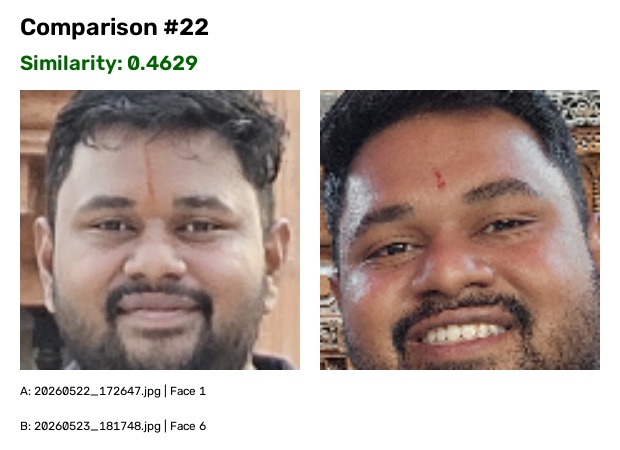 Comparison #22
Similarity: 0.4629
A: 20260522_172647.jpg | Face 1
B: 20260523_181748.jpg | Face 6